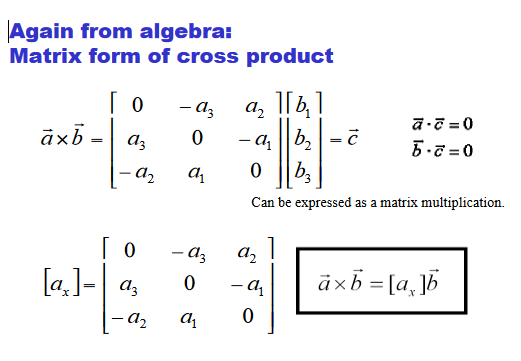 Again from algebra:
Matrix form of cross product
\vec{a} \times \vec{b} = \begin{bmatrix} 0 & -a_3 & a_2 \\ a_3 & 0 & -a_1 \\ -a_2 & a_1 & 0 \end{bmatrix} \begin{bmatrix} b_1 \\ b_2 \\ b_3 \end{bmatrix} = \vec{c}
\vec{a} \cdot \vec{c} = 0
\vec{b} \cdot \vec{c} = 0
Can be expressed as a matrix multiplication.
[a_x] = \begin{bmatrix} 0 & -a_3 & a_2 \\ a_3 & 0 & -a_1 \\ -a_2 & a_1 & 0 \end{bmatrix}
\vec{a} \times \vec{b} = [a_x]\vec{b}